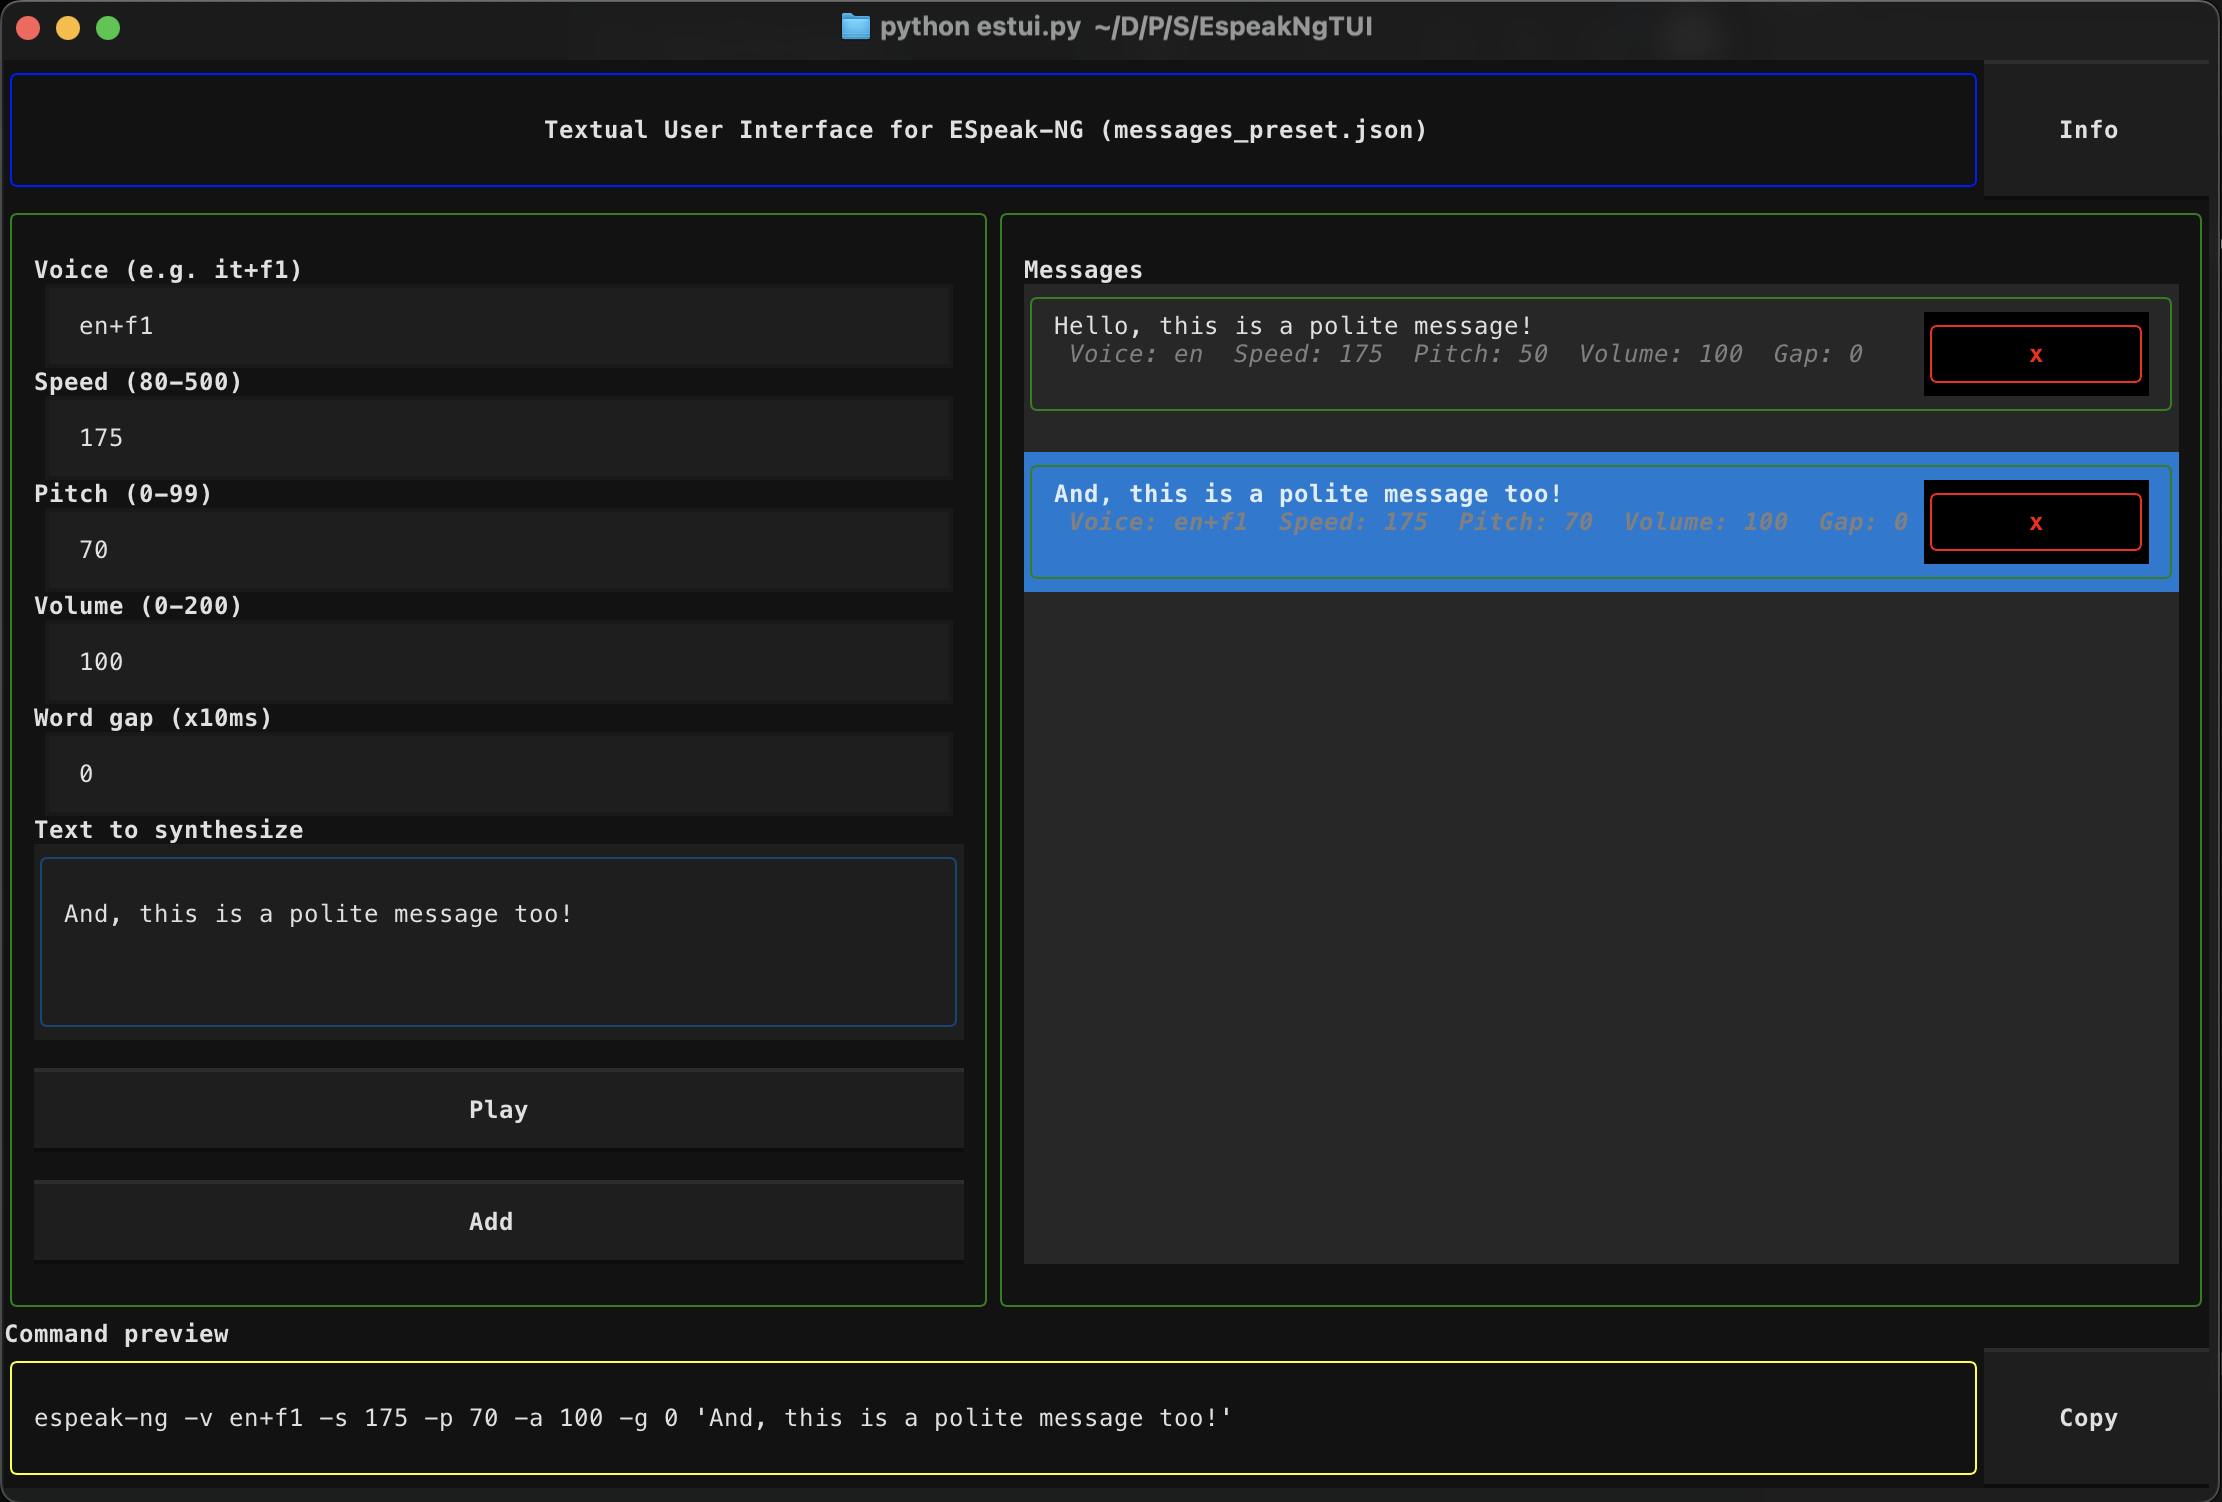 python estui.py ~/D/P/S/EspeakNgTUI
Textual User Interface for ESpeak-NG (messages_preset.json)
Info
Voice (e.g. it+f1)
en+f1
Speed (80-500)
175
Pitch (0-99)
70
Volume (0-200)
100
Word gap (x10ms)
0
Text to synthesize
And, this is a polite message too!
Play
Add
Messages
Hello, this is a polite message!
Voice: en Speed: 175 Pitch: 50 Volume: 100 Gap: 0
x
And, this is a polite message too!
Voice: en+f1 Speed: 175 Pitch: 70 Volume: 100 Gap: 0
x
Command preview
espeak-ng -v en+f1 -s 175 -p 70 -a 100 -g 0 'And, this is a polite message too!'
Copy